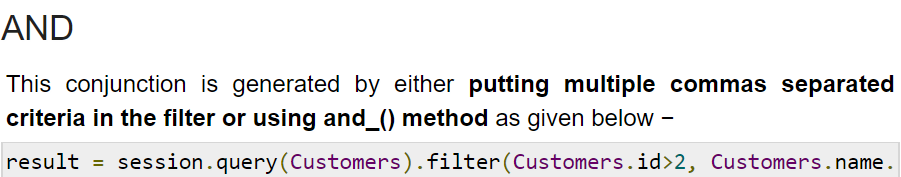 AND
This conjunction is generated by either putting multiple commas separated
criteria in the filter or using and_() method as given below −
result = session.query(Customers).filter(Customers.id>2, Customers.name.